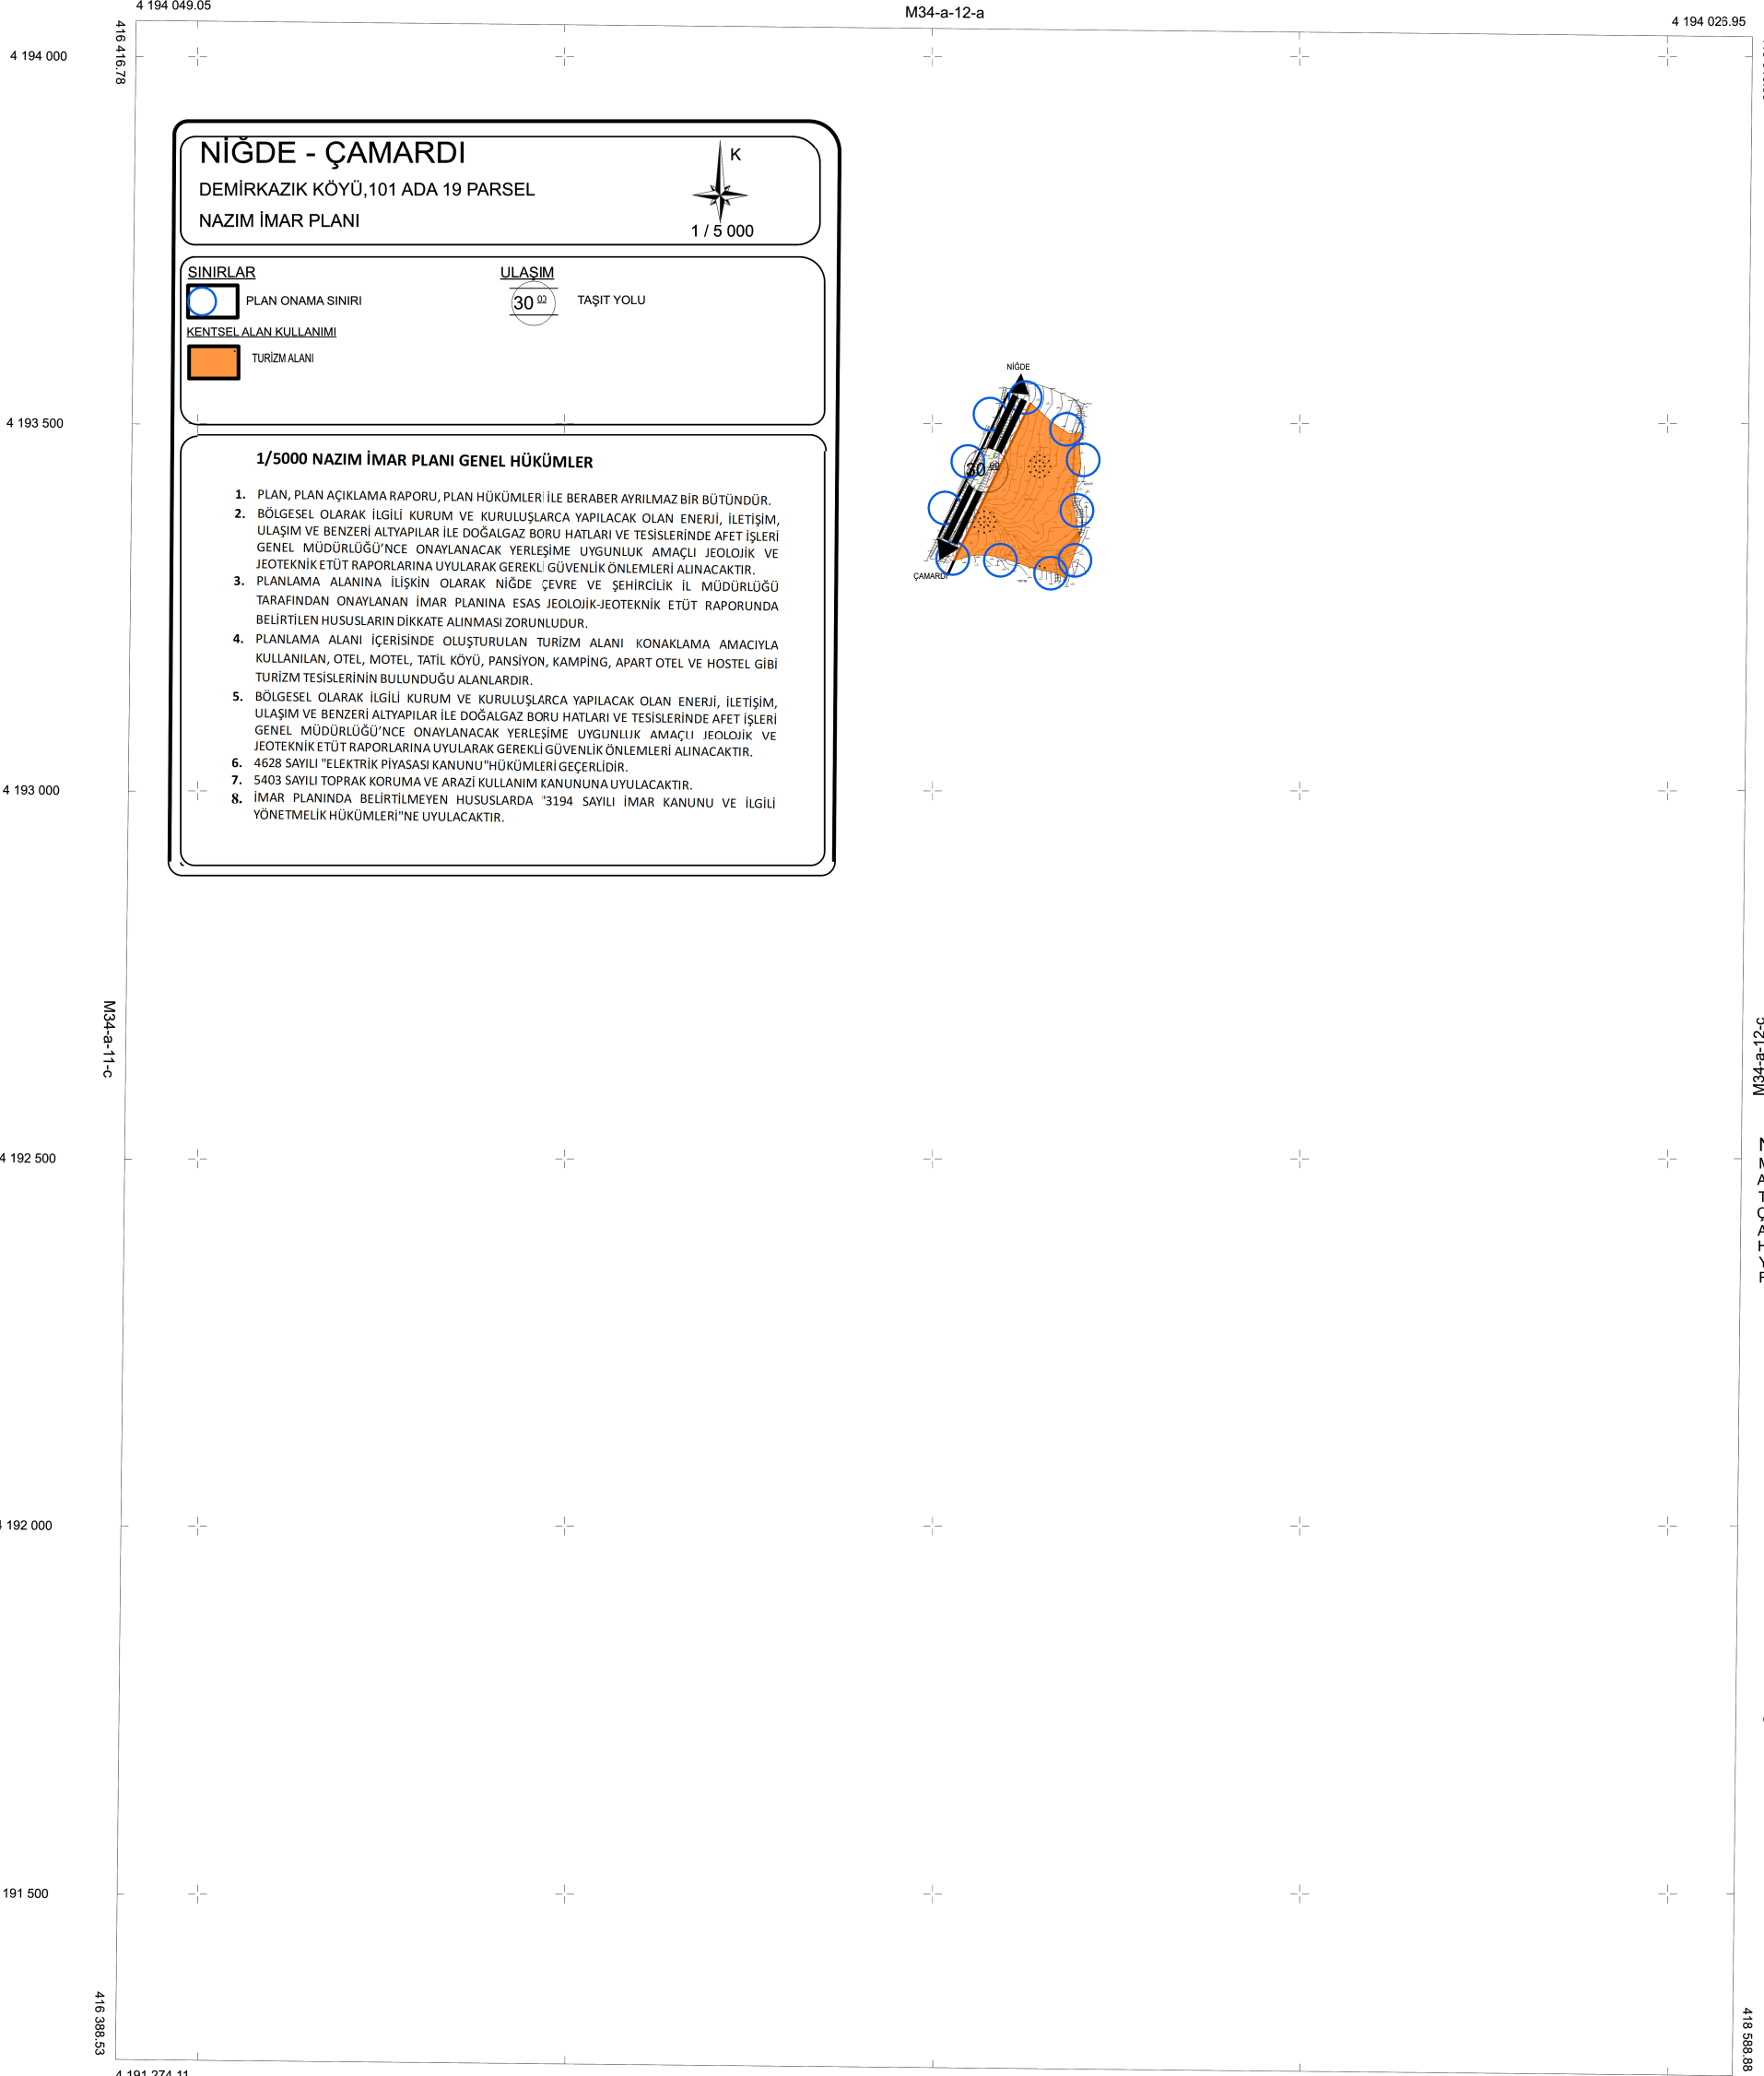 4 194 049.05
M34-a-12-a
4 194 026.95
416 416.78
4 194 000
NİĞDE - ÇAMARDI
DEMİRKAZIK KÖYÜ,101 ADA 19 PARSEL
NAZIM İMAR PLANI
K
1 / 5 000
SINIRLAR
PLAN ONAMA SINIRI
KENTSEL ALAN KULLANIMI
TURİZM ALANI
ULAŞIM
30 00
TAŞIT YOLU
NİĞDE
4 193 500
30 00
ÇAMARDI
1/5000 NAZIM İMAR PLANI GENEL HÜKÜMLER
1. PLAN, PLAN AÇIKLAMA RAPORU, PLAN HÜKÜMLERİ İLE BERABER AYRILMAZ BİR BÜTÜNDÜR.
2. BÖLGESEL OLARAK İLGİLİ KURUM VE KURULUŞLARCA YAPILACAK OLAN ENERJİ, İLETİŞİM,
ULAŞIM VE BENZERİ ALTYAPILAR İLE DOĞALGAZ BORU HATLARI VE TESİSLERİNDE AFET İŞLERİ
GENEL MÜDÜRLÜĞÜ'NCE ONAYLANACAK YERLEŞİME UYGUNLUK AMAÇLI JEOLOJİK VE
JEOTEKNİK ETÜT RAPORLARINA UYULARAK GEREKLİ GÜVENLİK ÖNLEMLERİ ALINACAKTIR.
3. PLANLAMA ALANINA İLİŞKİN OLARAK NİĞDE ÇEVRE VE ŞEHİRCİLİK İL MÜDÜRLÜĞÜ
TARAFINDAN ONAYLANAN İMAR PLANINA ESAS JEOLOJİK-JEOTEKNİK ETÜT RAPORUNDA
BELİRTİLEN HUSUSLARIN DİKKATE ALINMASI ZORUNLUDUR.
4. PLANLAMA ALANI İÇERİSİNDE OLUŞTURULAN TURİZM ALANI KONAKLAMA AMACIYLA
KULLANILAN, OTEL, MOTEL, TATİL KÖYÜ, PANSİYON, KAMPİNG, APART OTEL VE HOSTEL GİBİ
TURİZM TESİSLERİNİN BULUNDUĞU ALANLARDIR.
5. BÖLGESEL OLARAK İLGİLİ KURUM VE KURULUŞLARCA YAPILACAK OLAN ENERJİ, İLETİŞİM,
ULAŞIM VE BENZERİ ALTYAPILAR İLE DOĞALGAZ BORU HATLARI VE TESİSLERİNDE AFET İŞLERİ
GENEL MÜDÜRLÜĞÜ'NCE ONAYLANACAK YERLEŞİME UYGUNLUK AMAÇLI JEOLOJİK VE
JEOTEKNİK ETÜT RAPORLARINA UYULARAK GEREKLİ GÜVENLİK ÖNLEMLERİ ALINACAKTIR.
6. 4628 SAYILI "ELEKTRİK PİYASASI KANUNU"HÜKÜMLERİ GEÇERLİDİR.
7. 5403 SAYILI TOPRAK KORUMA VE ARAZİ KULLANIM KANUNUNA UYULACAKTIR.
8. İMAR PLANINDA BELİRTİLMEYEN HUSUSLARDA "3194 SAYILI İMAR KANUNU VE İLGİLİ
YÖNETMELİK HÜKÜMLERİ"NE UYULACAKTIR.
4 193 000
M34-a-11-c
M34-a-12-c
4 192 500
4 192 000
191 500
416 388.53
418 588.88
4 191 274.11